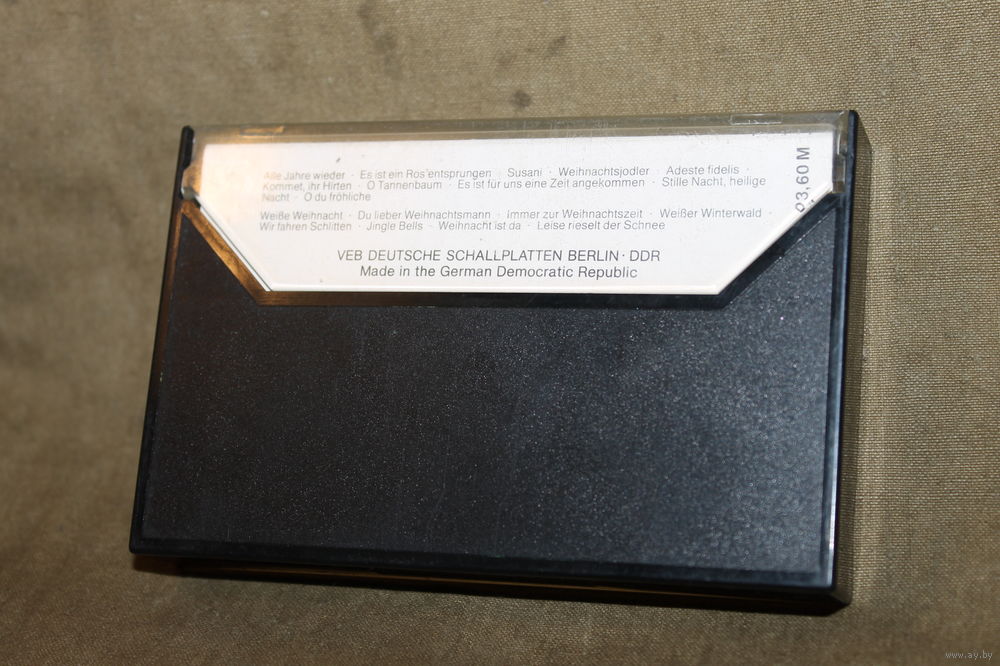 Alle Jahre wieder · Es ist ein Ros'entsprungen · Susani · Weihnachtsjodler · Adeste fidelis ·
Kommet, ihr Hirten · O Tannenbaum · Es ist für uns eine Zeit angekommen · Stille Nacht, heilige
Nacht · O du fröhliche
Weiße Weihnacht · Du lieber Weihnachtsmann · Immer zur Weihnachtszeit · Weißer Winterwald ·
Wir fahren Schlitten · Jingle Bells · Weihnacht ist da · Leise rieselt der Schnee
VEB DEUTSCHE SCHALLPLATTEN BERLIN · DDR
Made in the German Democratic Republic
3,60 M
www.ay.by